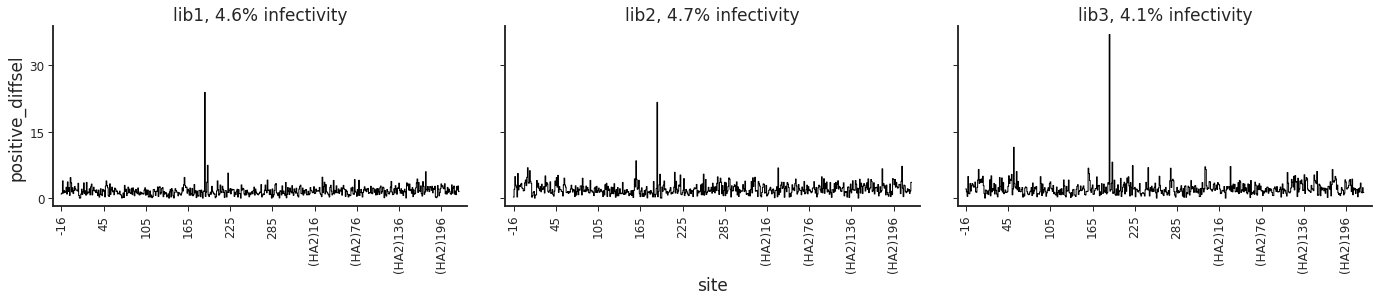 lib1, 4.6% infectivity
lib2, 4.7% infectivity
lib3, 4.1% infectivity
positive_diffsel
30
15
0
-16 45 105 165 225 285 (HA2)16 (HA2)76 (HA2)136 (HA2)196
-16 45 105 165 225 285 (HA2)16 (HA2)76 (HA2)136 (HA2)196
-16 45 105 165 225 285 (HA2)16 (HA2)76 (HA2)136 (HA2)196
site